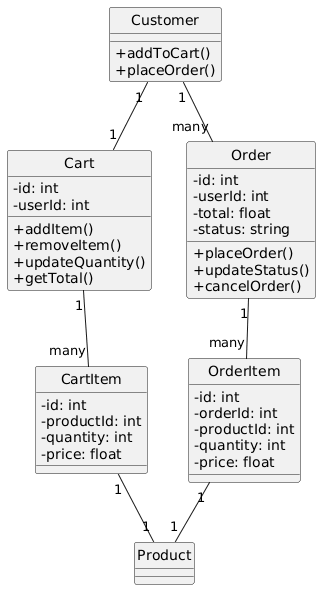 Customer
+addToCart()
+placeOrder()
1
1
1
many
Cart
-id: int
-userId: int
+addItem()
+removeItem()
+updateQuantity()
+getTotal()
Order
-id: int
-userId: int
-total: float
-status: string
+placeOrder()
+updateStatus()
+cancelOrder()
1
many
1
many
CartItem
-id: int
-productId: int
-quantity: int
-price: float
OrderItem
-id: int
-orderId: int
-productId: int
-quantity: int
-price: float
1
1
1
1
Product